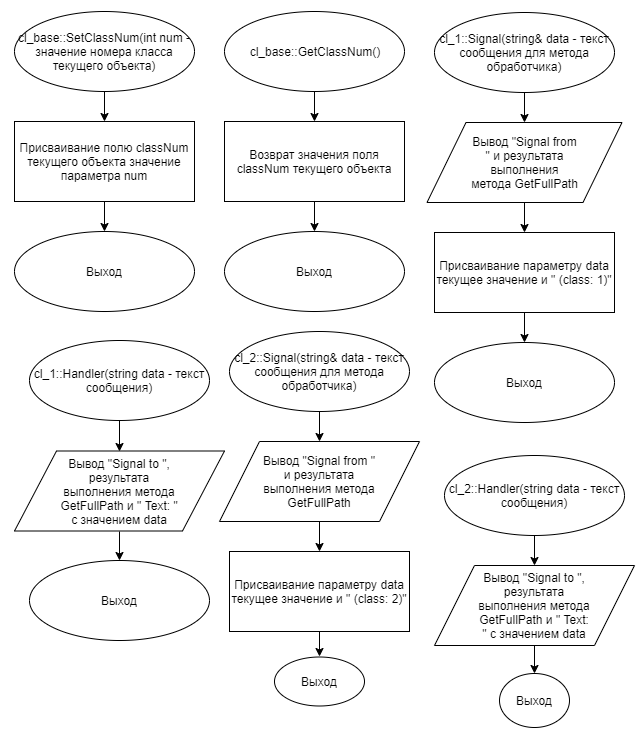 cl_base::SetClassNum(int num -
значение номера класса
текущего объекта)
Присваивание полю classNum
текущего объекта значение
параметра num
Выход
cl_base::GetClassNum()
Возврат значения поля
classNum текущего объекта
Выход
cl_1::Signal(string& data - текст
сообщения для метода
обработчика)
Вывод "Signal from
" и результата
выполнения
метода GetFullPath
Присваивание параметру data
текущее значение и " (class: 1)"
Выход
cl_1::Handler(string data - текст
сообщения)
Вывод "Signal to ",
результата
выполнения метода
GetFullPath и " Text: "
с значением data
Выход
cl_2::Signal(string& data - текст
сообщения для метода
обработчика)
Вывод "Signal from "
и результата
выполнения метода
GetFullPath
Присваивание параметру data
текущее значение и " (class: 2)"
Выход
cl_2::Handler(string data - текст
сообщения)
Вывод "Signal to ",
результата
выполнения метода
GetFullPath и " Text:
" с значением data
Выход